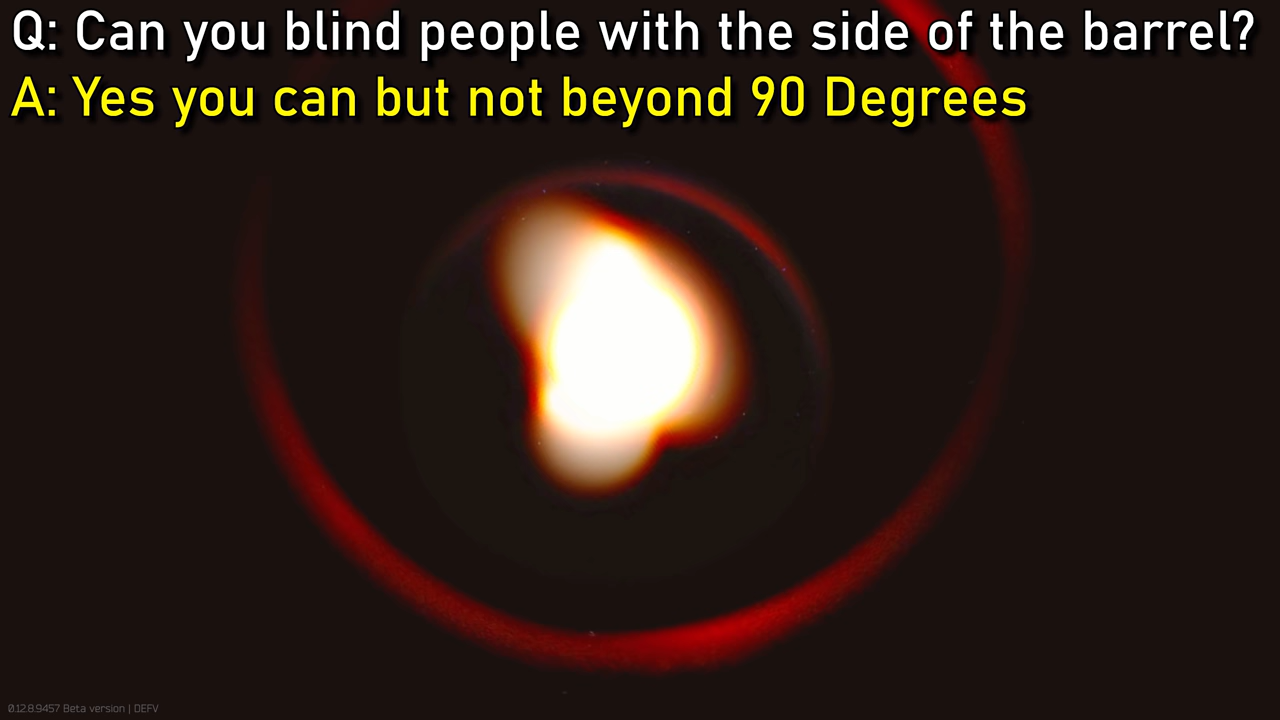 Q: Can you blind people with the side of the barrel?
A: Yes you can but not beyond 90 Degrees
0.12.8.9457 Beta version | DEFV